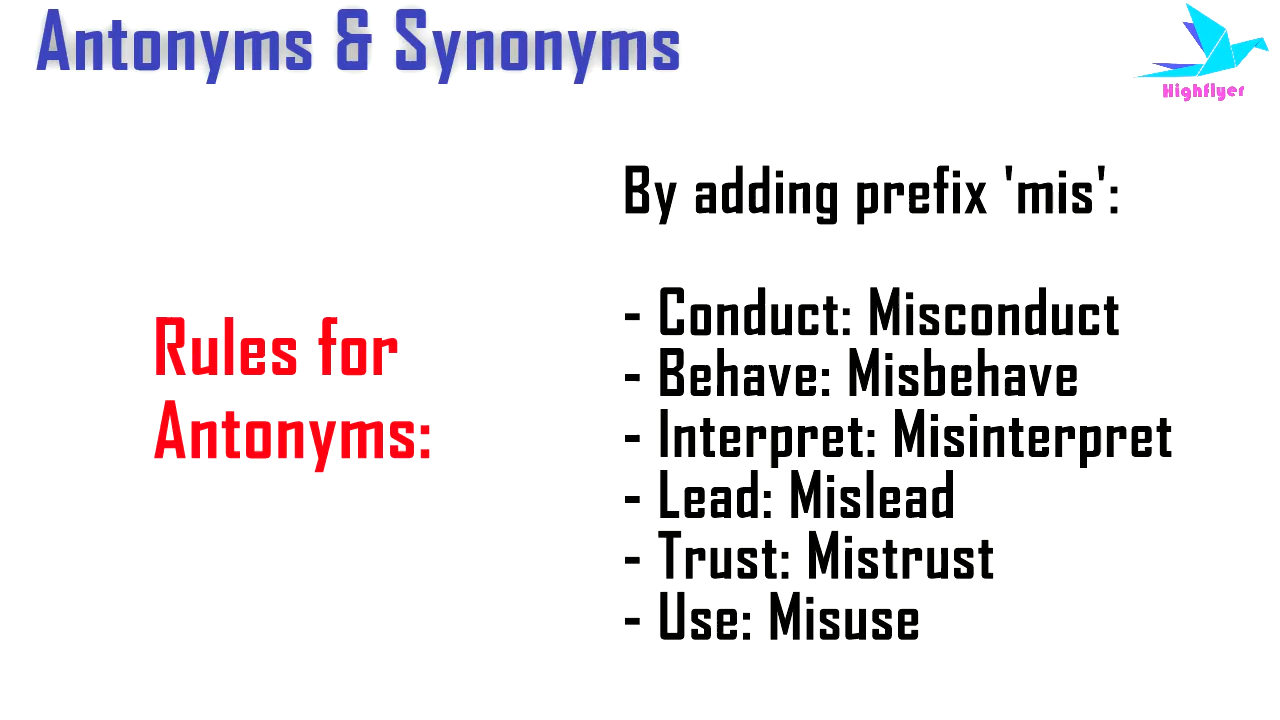 Antonyms & Synonyms
Highflyer
By adding prefix 'mis':
Rules for
Antonyms:
- Conduct: Misconduct
- Behave: Misbehave
- Interpret: Misinterpret
- Lead: Mislead
- Trust: Mistrust
- Use: Misuse